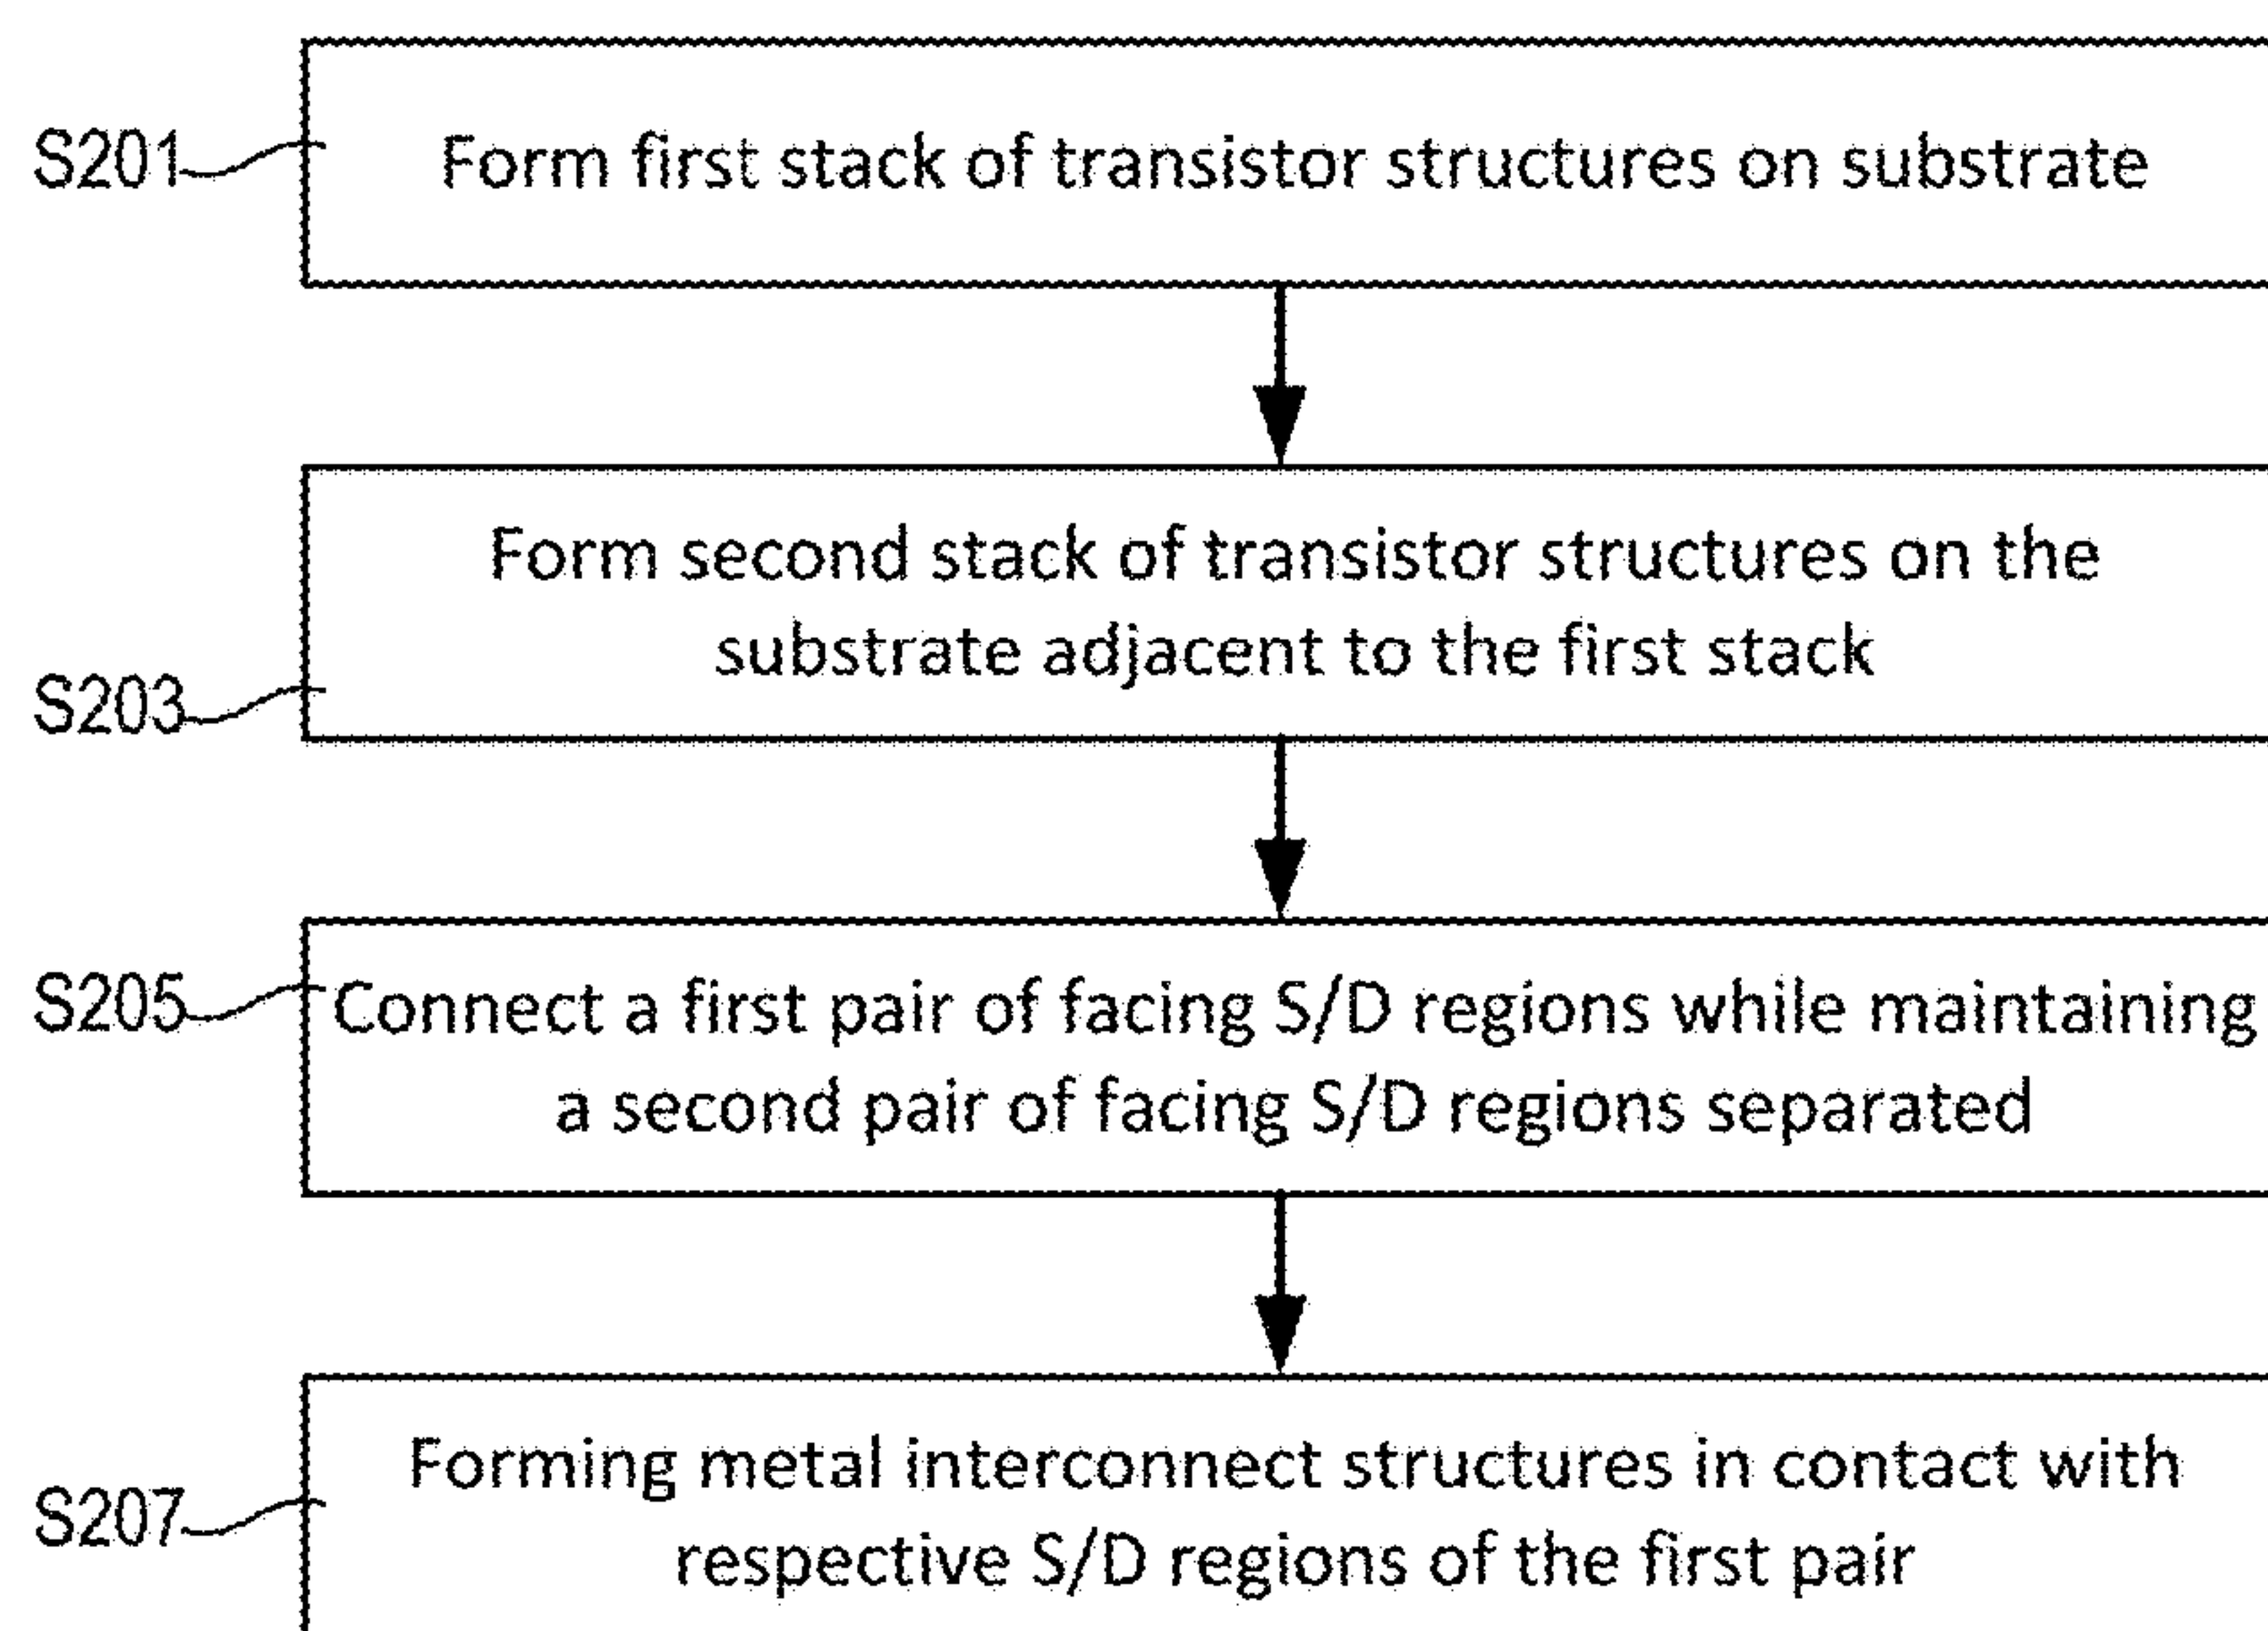 S201
Form first stack of transistor structures on substrate
Form second stack of transistor structures on the
substrate adjacent to the first stack
S203
S205
Connect a first pair of facing S/D regions while maintaining
a second pair of facing S/D regions separated
Forming metal interconnect structures in contact with
S207
respective S/D regions of the first pair